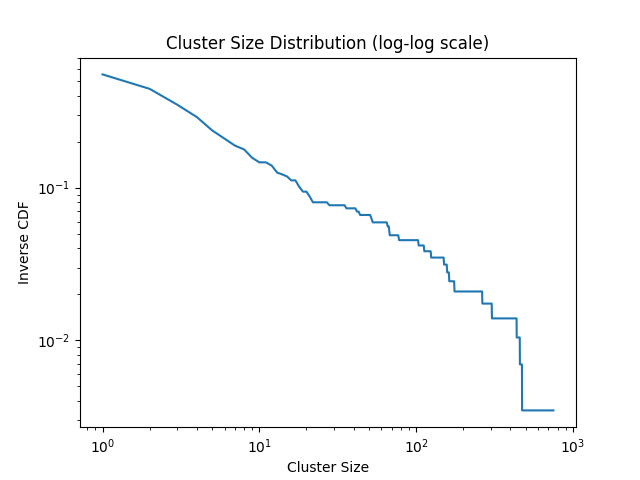 Cluster Size Distribution (log-log scale)
Inverse CDF
10⁻¹
10⁻²
10⁰ 10¹ 10² 10³
Cluster Size